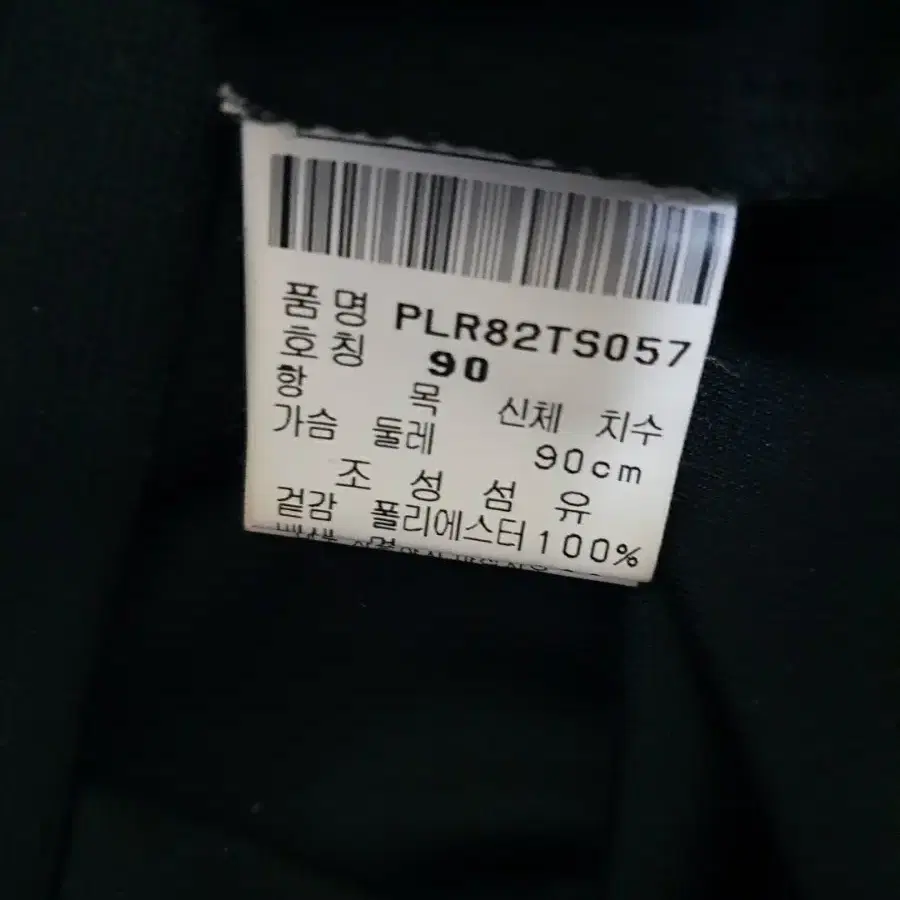 품명 PLR82TS057
호칭 90
항 목 신체 치수
가슴 둘레 90cm
조 성 섬 유
겉감 폴리에스터100%